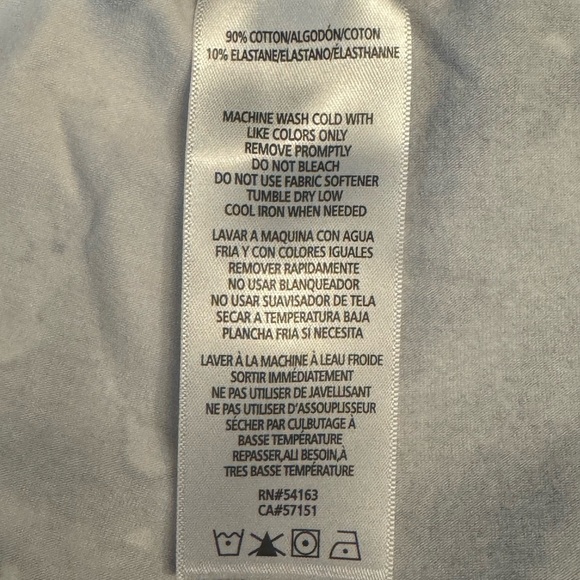 90% COTTON/ALGODÓN/COTON
10% ELASTANE/ELASTANO/ÉLASTHANNE
MACHINE WASH COLD WITH
LIKE COLORS ONLY
REMOVE PROMPTLY
DO NOT BLEACH
DO NOT USE FABRIC SOFTENER
TUMBLE DRY LOW
COOL IRON WHEN NEEDED
LAVAR A MAQUINA CON AGUA
FRIA Y CON COLORES IGUALES
REMOVER RAPIDAMENTE
NO USAR BLANQUEADOR
NO USAR SUAVISADOR DE TELA
SECAR A TEMPERATURA BAJA
PLANCHA FRIA SI NECESITA
LAVER À LA MACHINE À LEAU FROIDE
SORTIR IMMÉDIATEMENT
NE PAS UTILISER DE JAVELLISANT
NE PAS UTILISER D'ASSOUPLISSEUR
SÉCHER PAR CULBUTAGE À
BASSE TEMPÉRATURE
REPASSER,ALI BESOIN,À
TRES BASSE TEMPÉRATURE
RN#54163
CA#57151